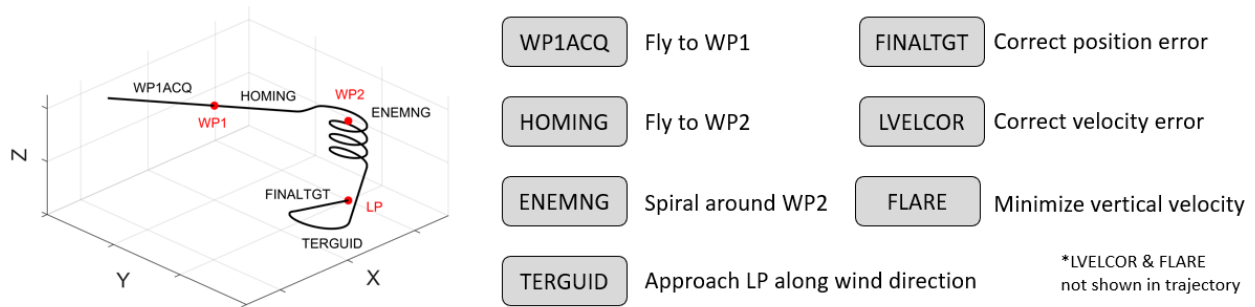 WP1ACQ
HOMING
WP1
WP2
ENEMNG
FINALTGT
LP
TERGUID
Z
Y
X
WP1ACQ Fly to WP1
HOMING Fly to WP2
ENEMNG Spiral around WP2
TERGUID Approach LP along wind direction
FINALTGT Correct position error
LVELCOR Correct velocity error
FLARE Minimize vertical velocity
*LVELCOR & FLARE
not shown in trajectory